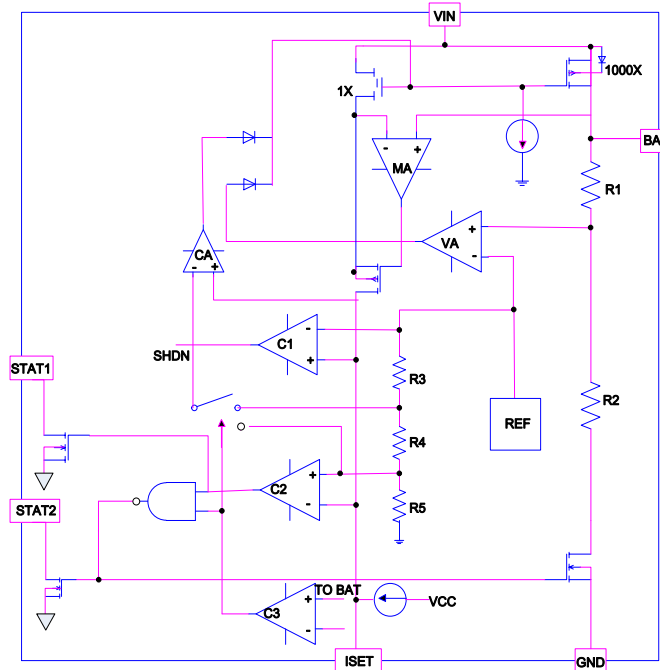 VIN
1000X
1X
BA
- +
MA
R1
+
VA
-
CA
- +
-
C1
+
SHDN
R3
STAT1
R2
REF
R4
+
C2
-
R5
STAT2
TO BAT
+
C3
-
VCC
ISET
GND